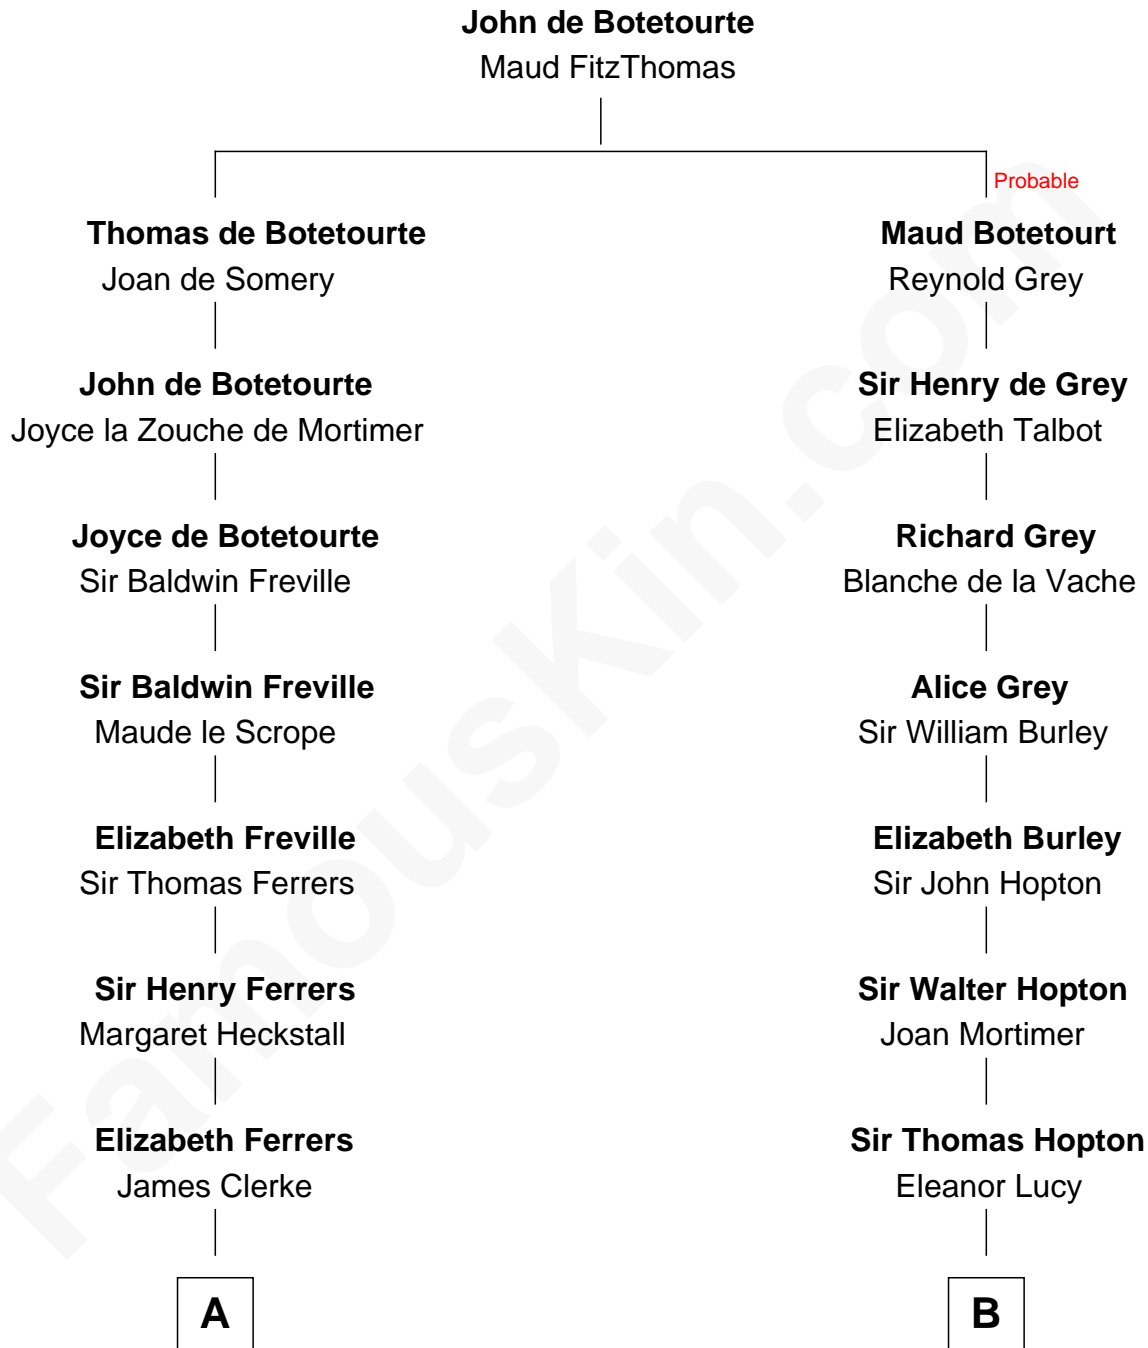 John de Botetourte
Maud FitzThomas
Probable
Thomas de Botetourte
Joan de Somery
Maud Botetourt
Reynold Grey
John de Botetourte
Joyce la Zouche de Mortimer
Sir Henry de Grey
Elizabeth Talbot
Joyce de Botetourte
Sir Baldwin Freville
Richard Grey
Blanche de la Vache
Sir Baldwin Freville
Maude le Scrope
Alice Grey
Sir William Burley
Elizabeth Freville
Sir Thomas Ferrers
Elizabeth Burley
Sir John Hopton
Sir Henry Ferrers
Margaret Heckstall
Sir Walter Hopton
Joan Mortimer
Elizabeth Ferrers
James Clerke
Sir Thomas Hopton
Eleanor Lucy
A
B
FamousKin.com